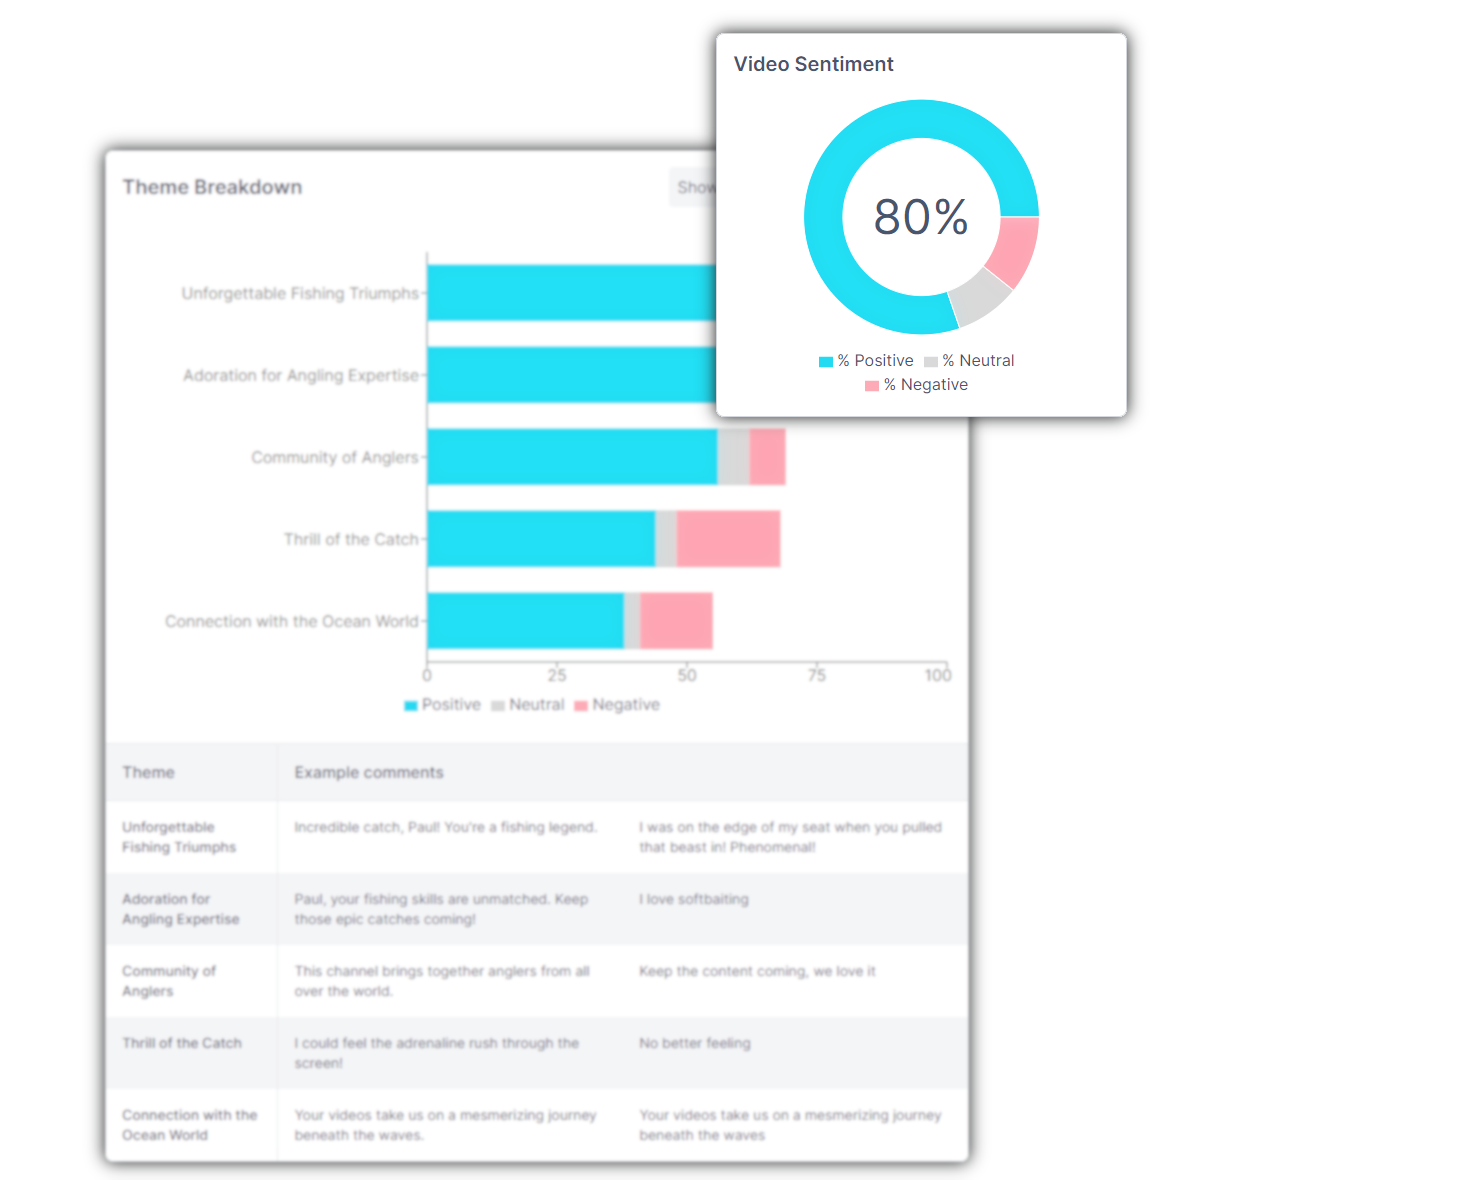 Video Sentiment
80%
% Positive % Neutral
% Negative
Theme Breakdown
Show
Unforgettable Fishing Triumphs
Adoration for Angling Expertise
Community of Anglers
Thrill of the Catch
Connection with the Ocean World
0 25 50 75 100
Positive Neutral Negative
Theme Example comments
Unforgettable
Fishing Triumphs
Incredible catch, Paul! You're a fishing legend.
I was on the edge of my seat when you pulled
that beast in! Phenomenal!
Adoration for
Angling Expertise
Paul, your fishing skills are unmatched. Keep
those epic catches coming!
I love softbaiting
Community of
Anglers
This channel brings together anglers from all
over the world.
Keep the content coming, we love it
Thrill of the Catch
I could feel the adrenaline rush through the
screen!
No better feeling
Connection with the
Ocean World
Your videos take us on a mesmerizing journey
beneath the waves.
Your videos take us on a mesmerizing journey
beneath the waves